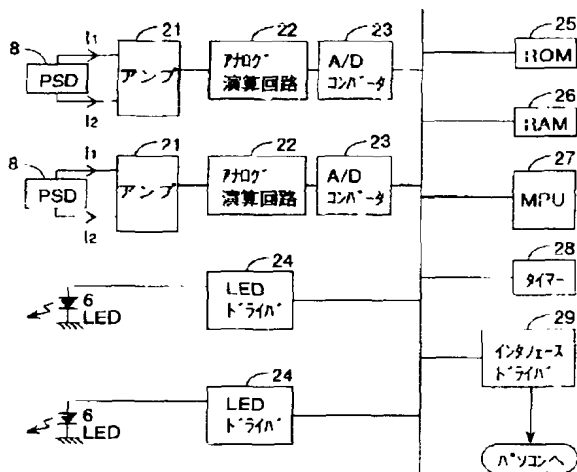 8
PSD
I1
I2
21
アンプ
22
アナログ
演算回路
23
A/D
コンバータ
25
ROM
26
RAM
8
PSD
I1
I2
21
アンプ
22
アナログ
演算回路
23
A/D
コンバータ
27
MPU
28
タイマー
6
LED
24
LED
ドライバ
29
インタフェース
ドライバ
6
LED
24
LED
ドライバ
パソコンへ